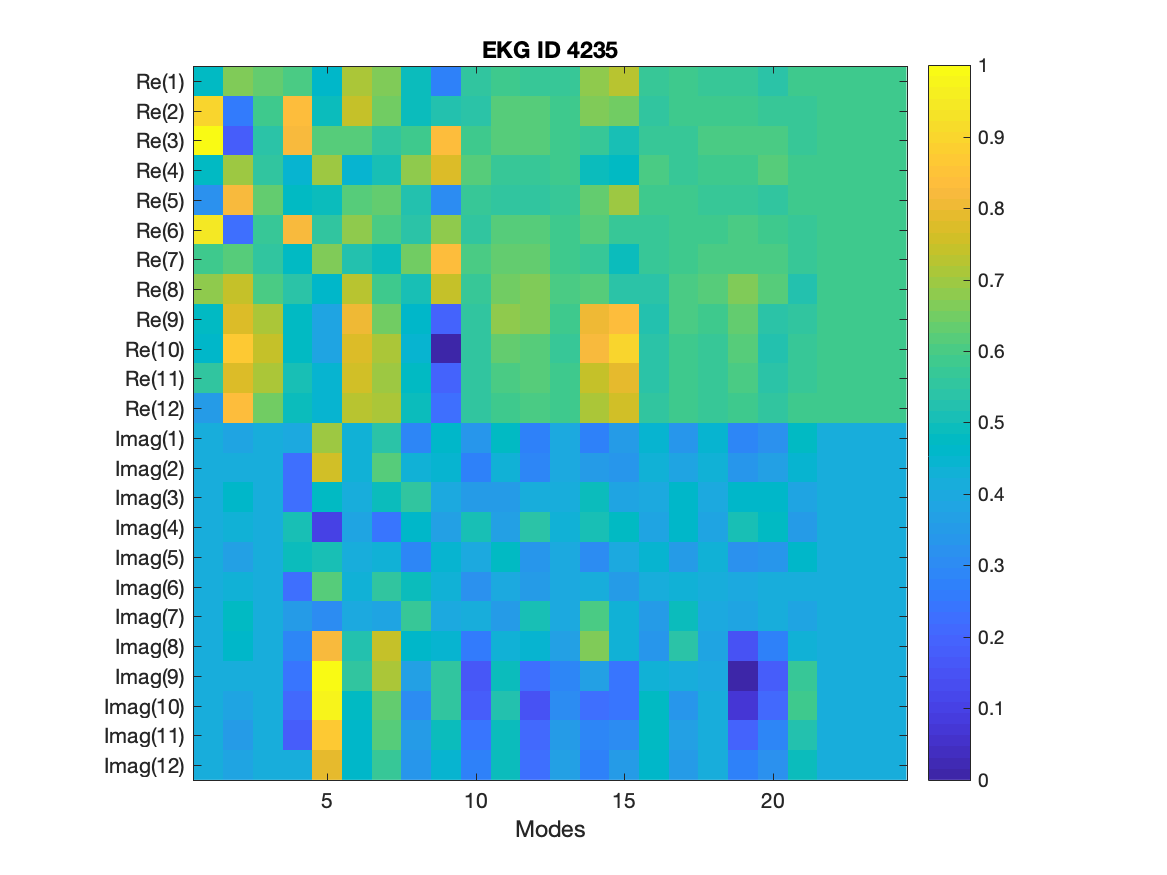 EKG ID 4235
Re(1)
Re(2)
Re(3)
Re(4)
Re(5)
Re(6)
Re(7)
Re(8)
Re(9)
Re(10)
Re(11)
Re(12)
Imag(1)
Imag(2)
Imag(3)
Imag(4)
Imag(5)
Imag(6)
Imag(7)
Imag(8)
Imag(9)
Imag(10)
Imag(11)
Imag(12)
5 10 15 20
Modes
1
0.9
0.8
0.7
0.6
0.5
0.4
0.3
0.2
0.1
0